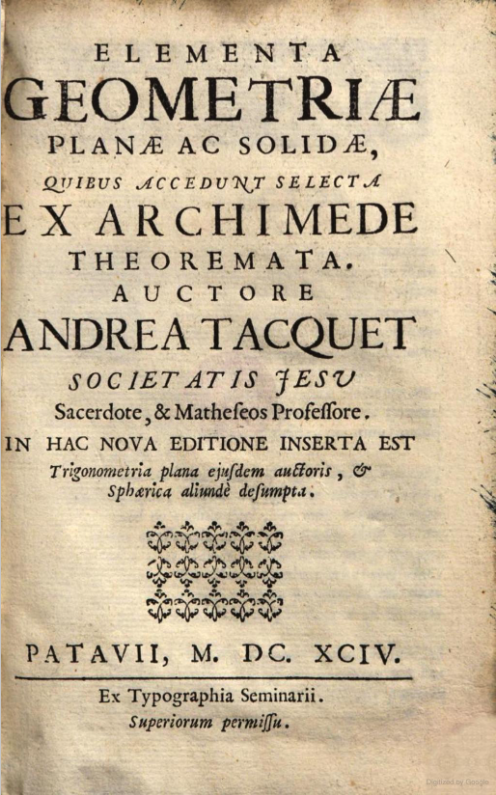 ELEMENTA
GEOMETRIÆ
PLANÆ AC SOLIDÆ,
QUIBUS ACCEDUNT SELECTA
EX ARCHIMEDE
THEOREMATA.
AUCTORE
ANDREA TACQUET
SOCIETATIS JESU
Sacerdote, & Matheſeos Profeſſore.
IN HAC NOVA EDITIONE INSERTA EST
Trigonometria plana ejuſdem auctoris, &
Sphærica aliundè deſumpta.
PATAVII, M. DC. XCIV.
Ex Typographia Seminarii.
Superiorum permiſſu.
Digitized by Google